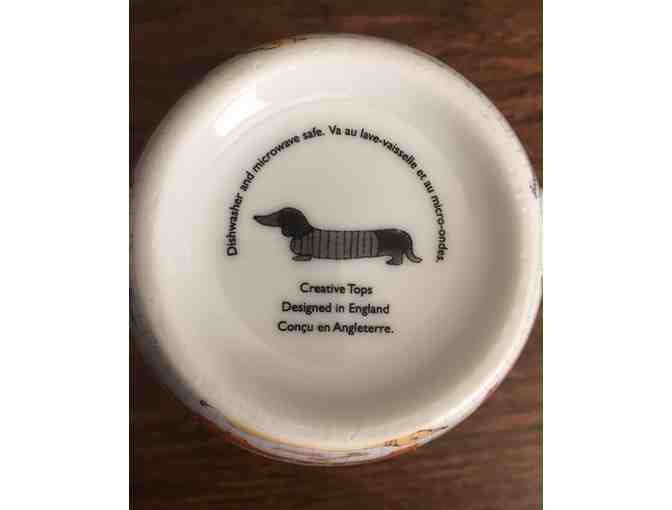 Dishwasher and microwave safe. Va au lave-vaisselle et au micro-ondes.
Creative Tops
Designed in England
Conçu en Angleterre.